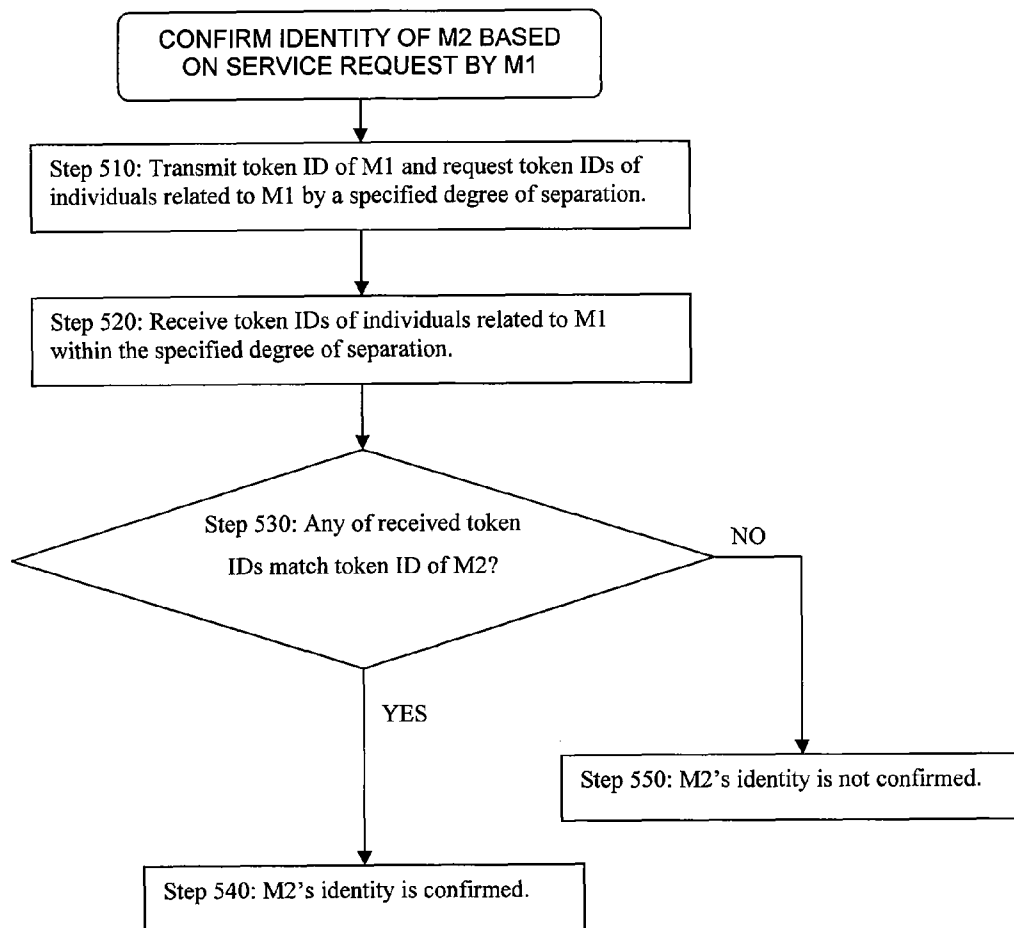 CONFIRM IDENTITY OF M2 BASED
ON SERVICE REQUEST BY M1
Step 510: Transmit token ID of M1 and request token IDs of
individuals related to M1 by a specified degree of separation.
Step 520: Receive token IDs of individuals related to M1
within the specified degree of separation.
Step 530: Any of received token
IDs match token ID of M2?
NO
YES
Step 550: M2’s identity is not confirmed.
Step 540: M2’s identity is confirmed.